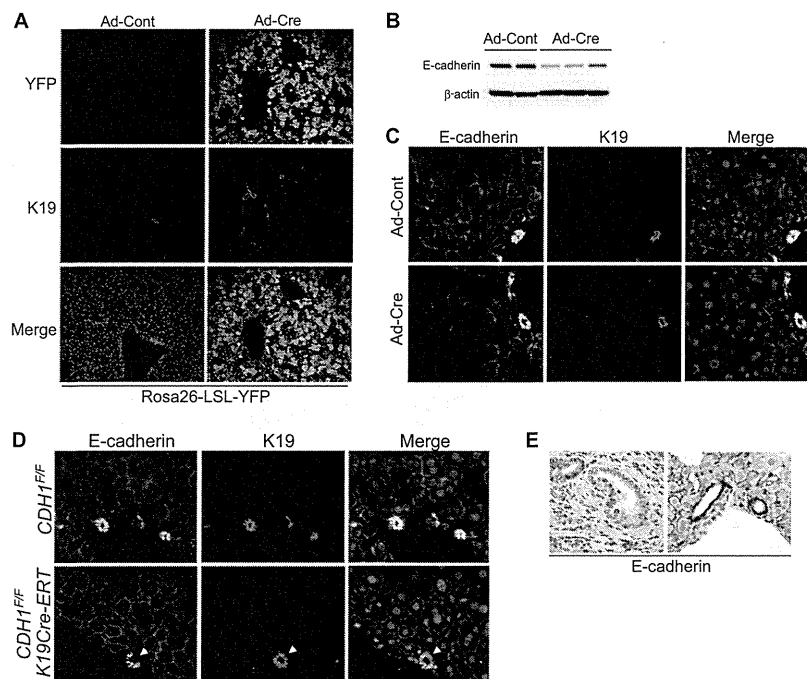 A
Ad-Cont
Ad-Cre
YFP
K19
Merge
Rosa26-LSL-YFP
B
Ad-Cont Ad-Cre
E-cadherin
β-actin
C
E-cadherin
K19
Merge
Ad-Cont
Ad-Cre
D
E-cadherin
K19
Merge
CDH1F/F
CDH1F/F
K19Cre-ERT
E
E-cadherin